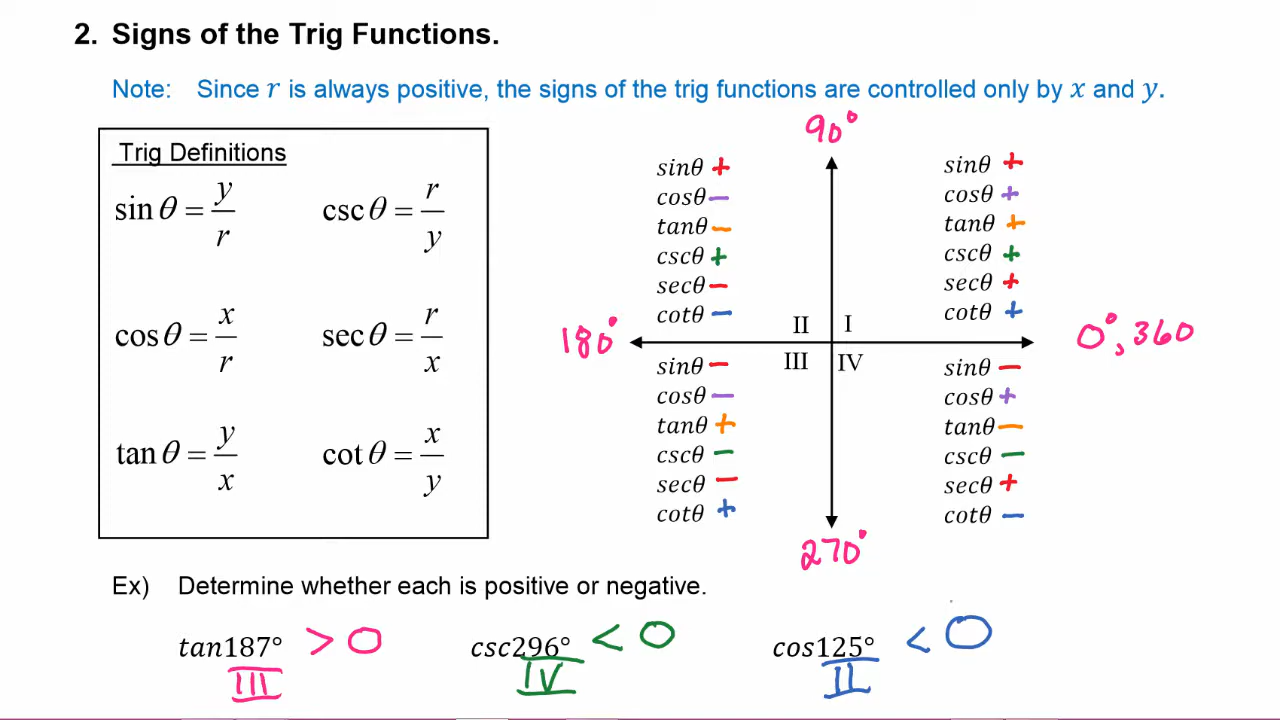 2. Signs of the Trig Functions.
Note: Since r is always positive, the signs of the trig functions are controlled only by x and y.
Trig Definitions
sin θ = y/r csc θ = r/y
cos θ = x/r sec θ = r/x
tan θ = y/x cot θ = x/y
90°
sinθ +
cosθ −
tanθ −
cscθ +
secθ −
cotθ −
sinθ +
cosθ +
tanθ +
cscθ +
secθ +
cotθ +
II I
180°
0°, 360
III IV
sinθ −
cosθ −
tanθ +
cscθ −
secθ −
cotθ +
sinθ −
cosθ +
tanθ −
cscθ −
secθ +
cotθ −
270°
Ex) Determine whether each is positive or negative.
tan187° > 0 csc296° < 0 cos125° < 0
III IV II